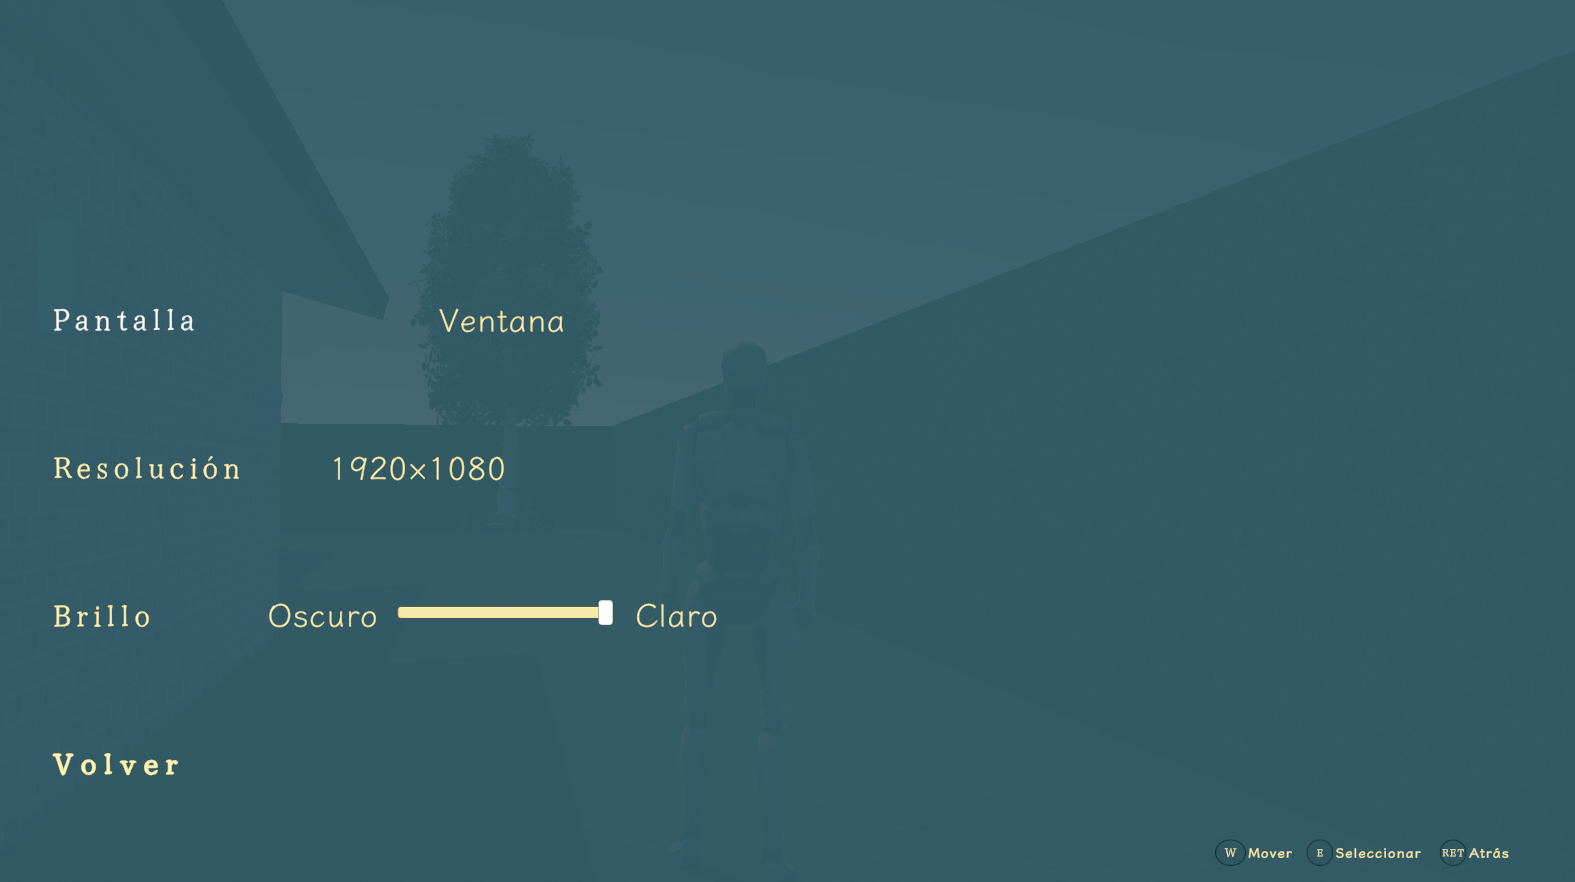 Pantalla Ventana
Resolución 1920x1080
Brillo Oscuro Claro
Volver
W Mover E Seleccionar RET Atrás